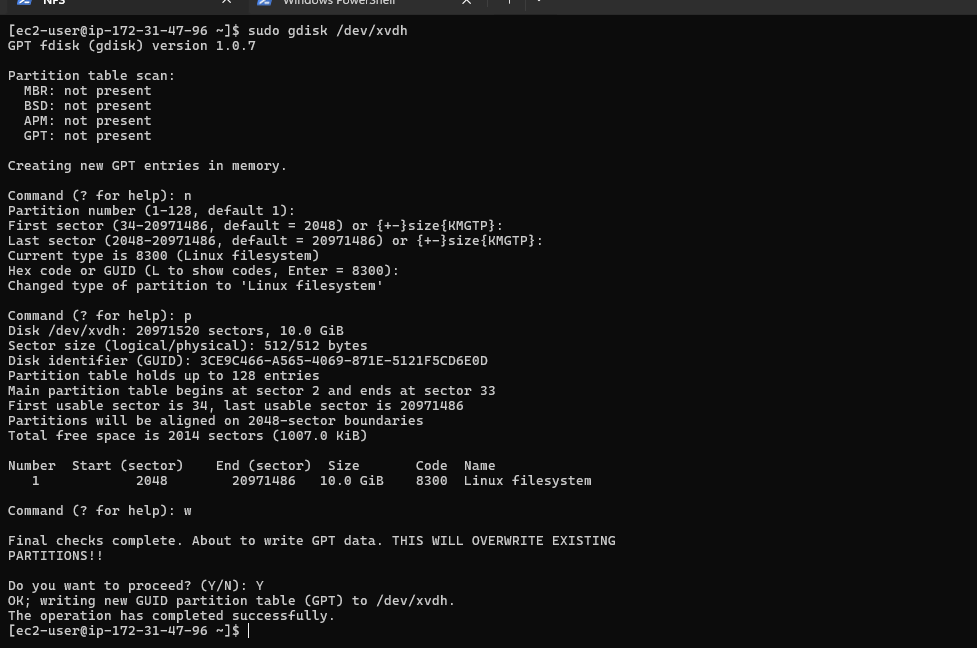 NFS
Windows PowerShell
[ec2-user@ip-172-31-47-96 ~]$ sudo gdisk /dev/xvdh
GPT fdisk (gdisk) version 1.0.7
Partition table scan:
  MBR: not present
  BSD: not present
  APM: not present
  GPT: not present
Creating new GPT entries in memory.
Command (? for help): n
Partition number (1-128, default 1):
First sector (34-20971486, default = 2048) or {+-}size{KMGTP}:
Last sector (2048-20971486, default = 20971486) or {+-}size{KMGTP}:
Current type is 8300 (Linux filesystem)
Hex code or GUID (L to show codes, Enter = 8300):
Changed type of partition to 'Linux filesystem'
Command (? for help): p
Disk /dev/xvdh: 20971520 sectors, 10.0 GiB
Sector size (logical/physical): 512/512 bytes
Disk identifier (GUID): 3CE9C466-A565-4069-871E-5121F5CD6E0D
Partition table holds up to 128 entries
Main partition table begins at sector 2 and ends at sector 33
First usable sector is 34, last usable sector is 20971486
Partitions will be aligned on 2048-sector boundaries
Total free space is 2014 sectors (1007.0 KiB)
Number  Start (sector)    End (sector)  Size       Code  Name
   1            2048        20971486   10.0 GiB    8300  Linux filesystem
Command (? for help): w
Final checks complete. About to write GPT data. THIS WILL OVERWRITE EXISTING
PARTITIONS!!
Do you want to proceed? (Y/N): Y
OK; writing new GUID partition table (GPT) to /dev/xvdh.
The operation has completed successfully.
[ec2-user@ip-172-31-47-96 ~]$